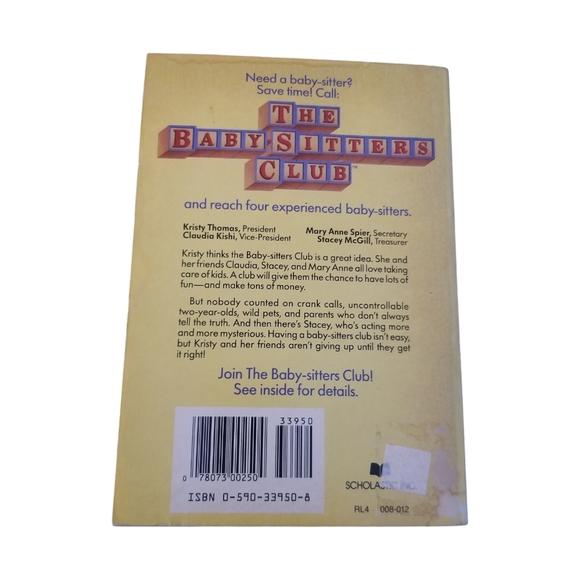 Need a baby-sitter?
Save time! Call:
THE
BABY-SITTERS
CLUB™
and reach four experienced baby-sitters.
Kristy Thomas, President Mary Anne Spier, Secretary
Claudia Kishi, Vice-President Stacey McGill, Treasurer
Kristy thinks the Baby-sitters Club is a great idea. She and
her friends Claudia, Stacey, and Mary Anne all love taking
care of kids. A club will give them the chance to have lots of
fun—and make tons of money.
But nobody counted on crank calls, uncontrollable
two-year-olds, wild pets, and parents who don't always
tell the truth. And then there's Stacey, who's acting more
and more mysterious. Having a baby-sitters club isn't easy,
but Kristy and her friends aren't giving up until they get
it right!
Join The Baby-sitters Club!
See inside for details.
33950
0 78073 00250
ISBN 0-590-33950-8
SCHOLASTIC INC.
RL4 008-012